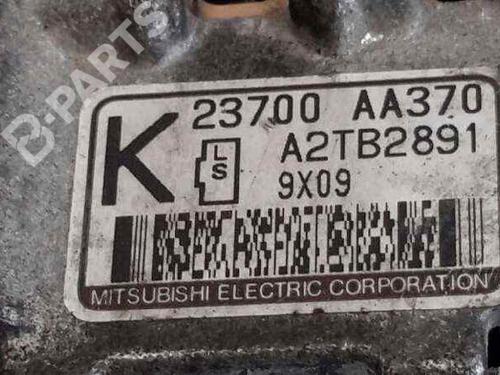 B-PARTS
K
23700 AA370
L
S
A2TB2891
9X09
MITSUBISHI ELECTRIC CORPORATION